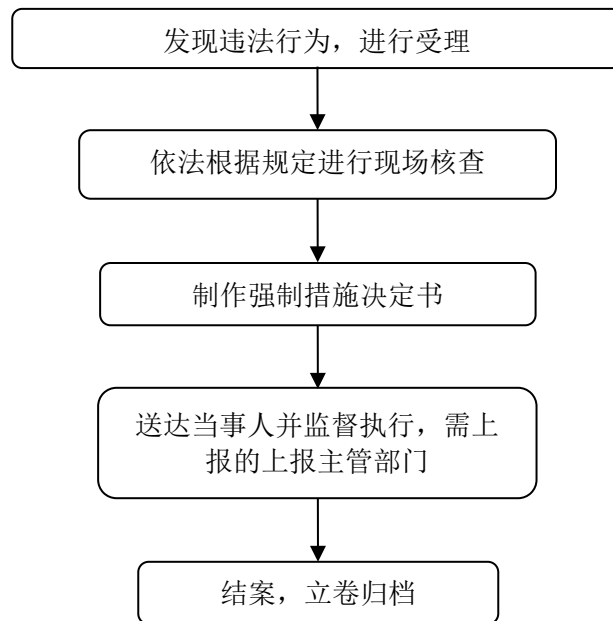 发现违法行为，进行受理
依法根据规定进行现场核查
制作强制措施决定书
送达当事人并监督执行，需上
报的上报主管部门
结案，立卷归档